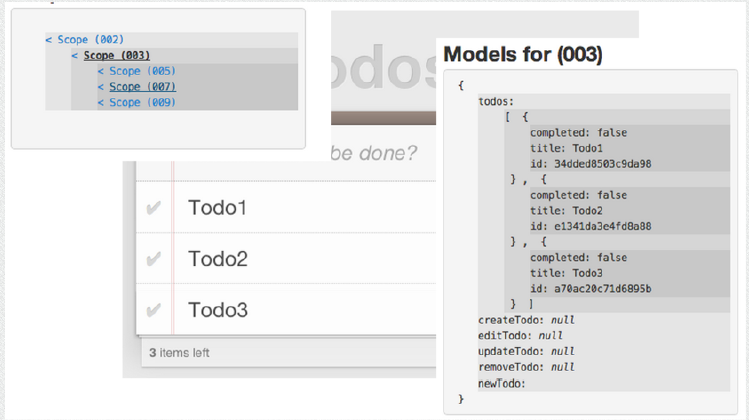 < Scope (002)
< Scope (003)
< Scope (005)
< Scope (007)
< Scope (009)
odos
be done?
Todo1
Todo2
Todo3
3 items left
Models for (003)
{
todos:
[ {
completed: false
title: Todo1
id: 34dded8503c9da98
} , {
completed: false
title: Todo2
id: e1341da3e4fd8a88
} , {
completed: false
title: Todo3
id: a70ac20c71d6895b
} ]
createTodo: null
editTodo: null
updateTodo: null
removeTodo: null
newTodo:
}